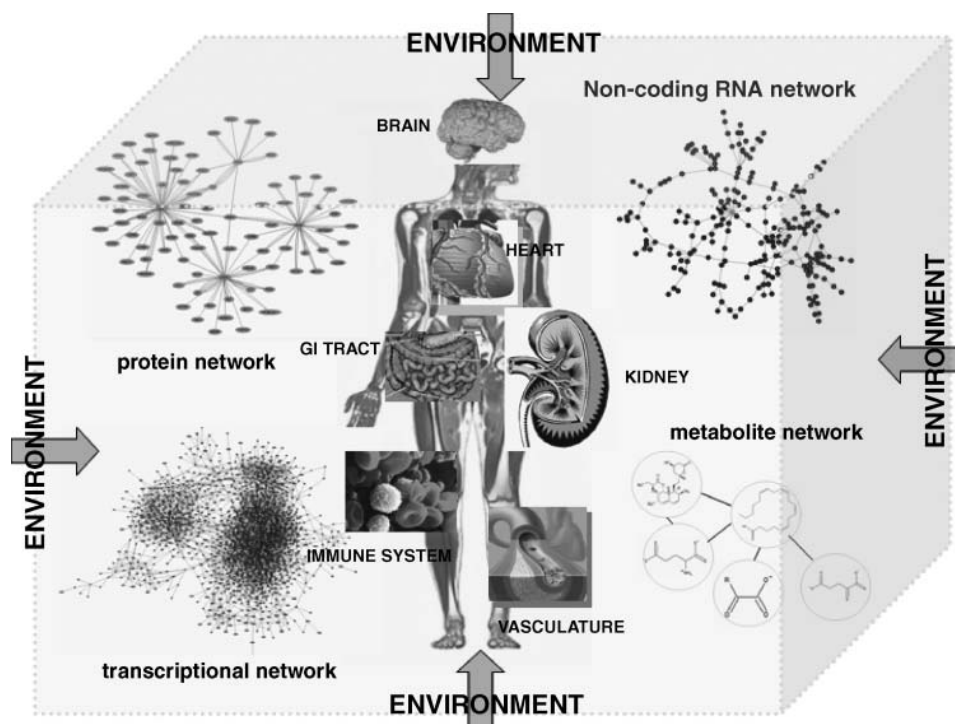 ENVIRONMENT
Non-coding RNA network
BRAIN
HEART
protein network
GI TRACT
KIDNEY
ENVIRONMENT
ENVIRONMENT
metabolite network
IMMUNE SYSTEM
VASCULATURE
transcriptional network
ENVIRONMENT